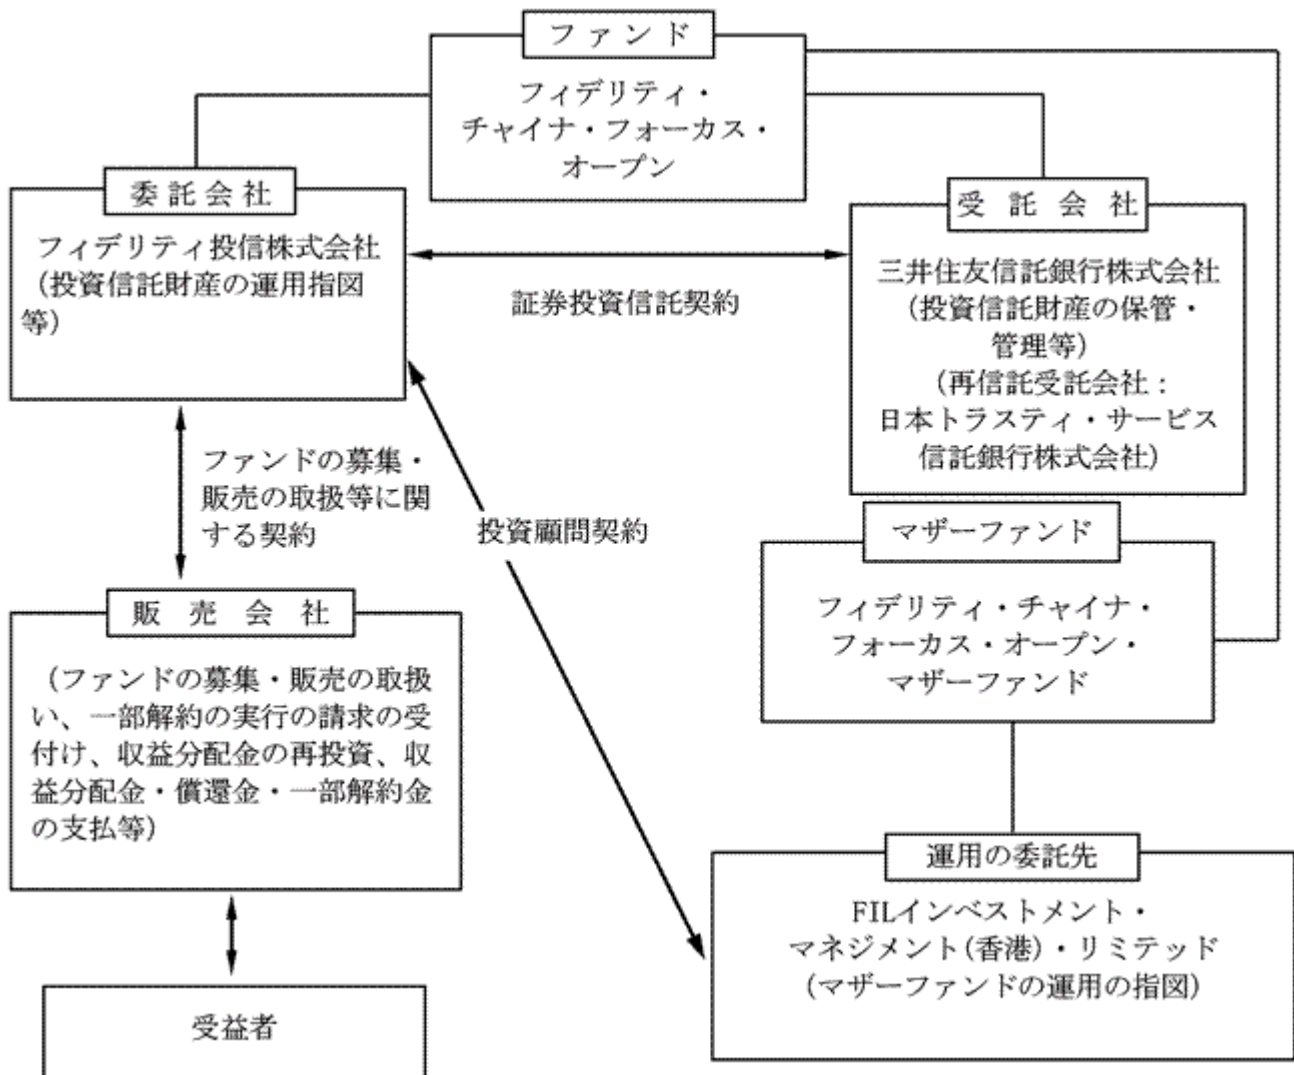 ファンド
フィデリティ・
チャイナ・フォーカス・
オープン
委託会社
フィデリティ投信株式会社
（投資信託財産の運用指図
等）
証券投資信託契約
受託会社
三井住友信託銀行株式会社
（投資信託財産の保管・
管理等）
（再信託受託会社：
日本トラスティ・サービス
信託銀行株式会社）
ファンドの募集・
販売の取扱等に関
する契約
投資顧問契約
マザーファンド
フィデリティ・チャイナ・
フォーカス・オープン・
マザーファンド
販売会社
（ファンドの募集・販売の取扱
い、一部解約の実行の請求の受
付け、収益分配金の再投資、収
益分配金・償還金・一部解約金
の支払等）
運用の委託先
FILインベストメント・
マネジメント(香港)・リミテッド
（マザーファンドの運用の指図）
受益者